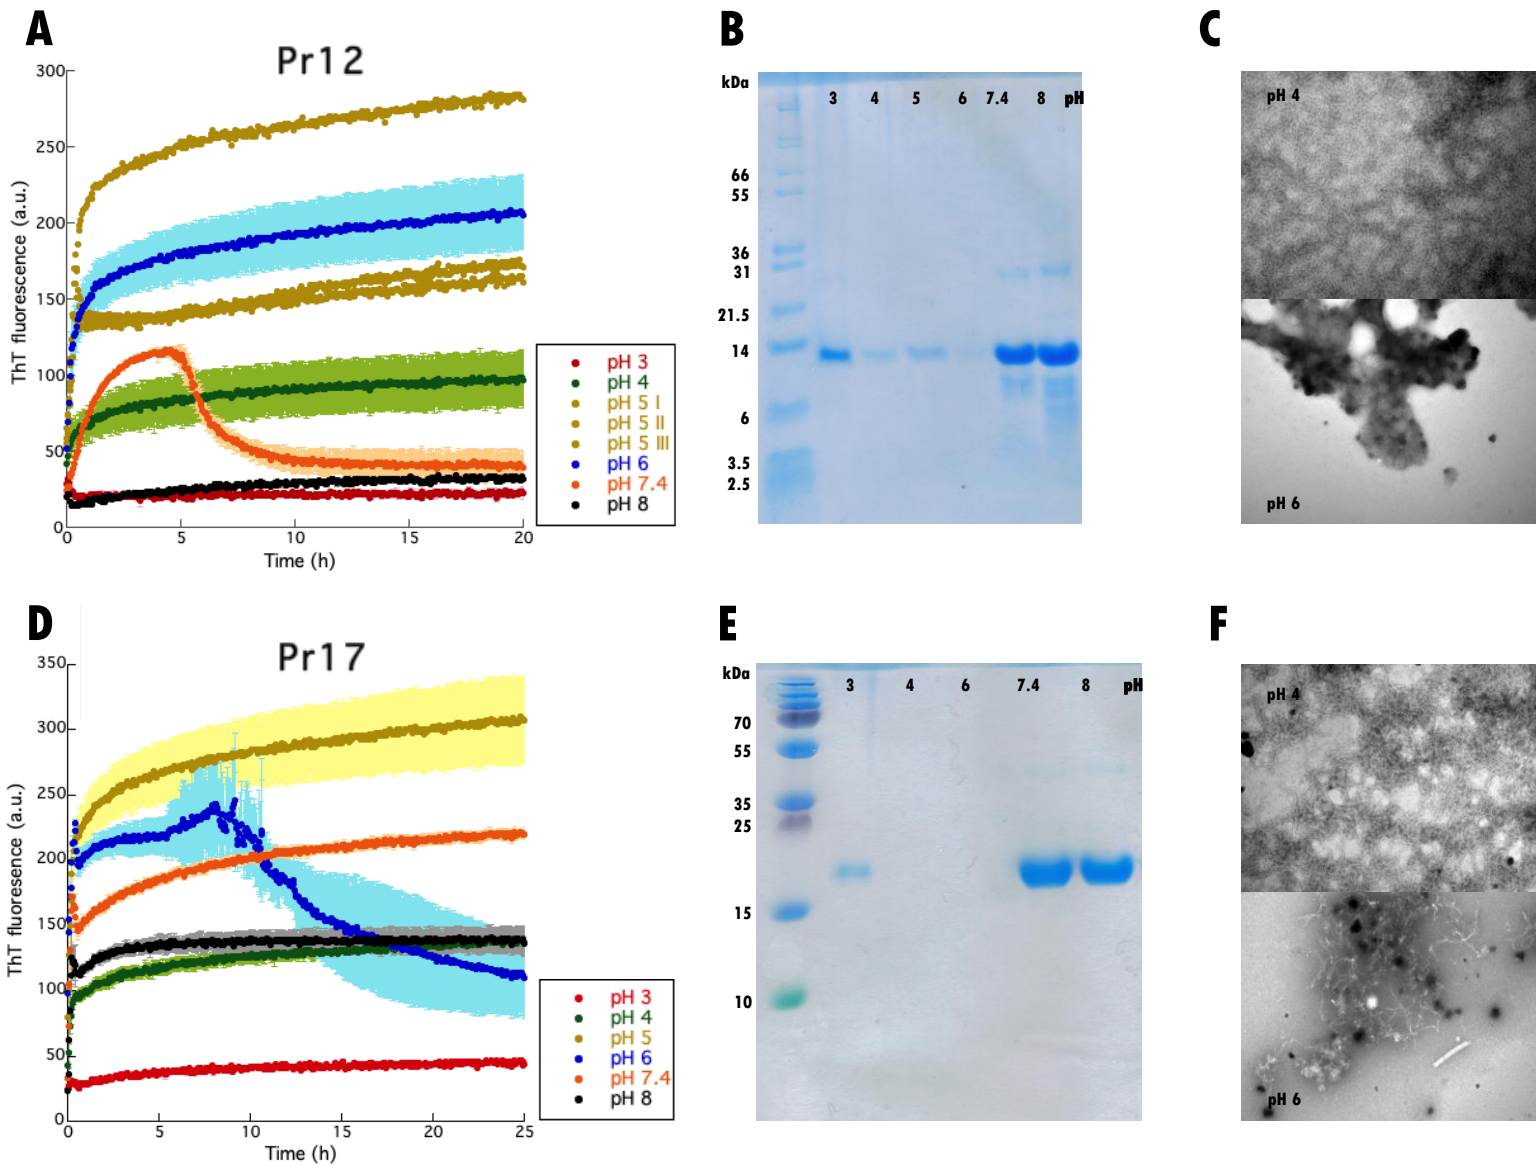 A
Pr12
300
250
200
150
100
50
0
0 5 10 15 20
ThT fluorescence (a.u.)
Time (h)
pH 3
pH 4
pH 5 I
pH 5 II
pH 5 III
pH 6
pH 7.4
pH 8
B
kDa
3 4 5 6 7.4 8 pH
66
55
36
31
21.5
14
6
3.5
2.5
C
pH 4
pH 6
D
Pr17
350
300
250
200
150
100
50
0
0 5 10 15 20 25
ThT fluoresence (a.u.)
Time (h)
pH 3
pH 4
pH 5
pH 6
pH 7.4
pH 8
E
kDa
3 4 6 7.4 8 pH
70
55
35
25
15
10
F
pH 4
pH 6